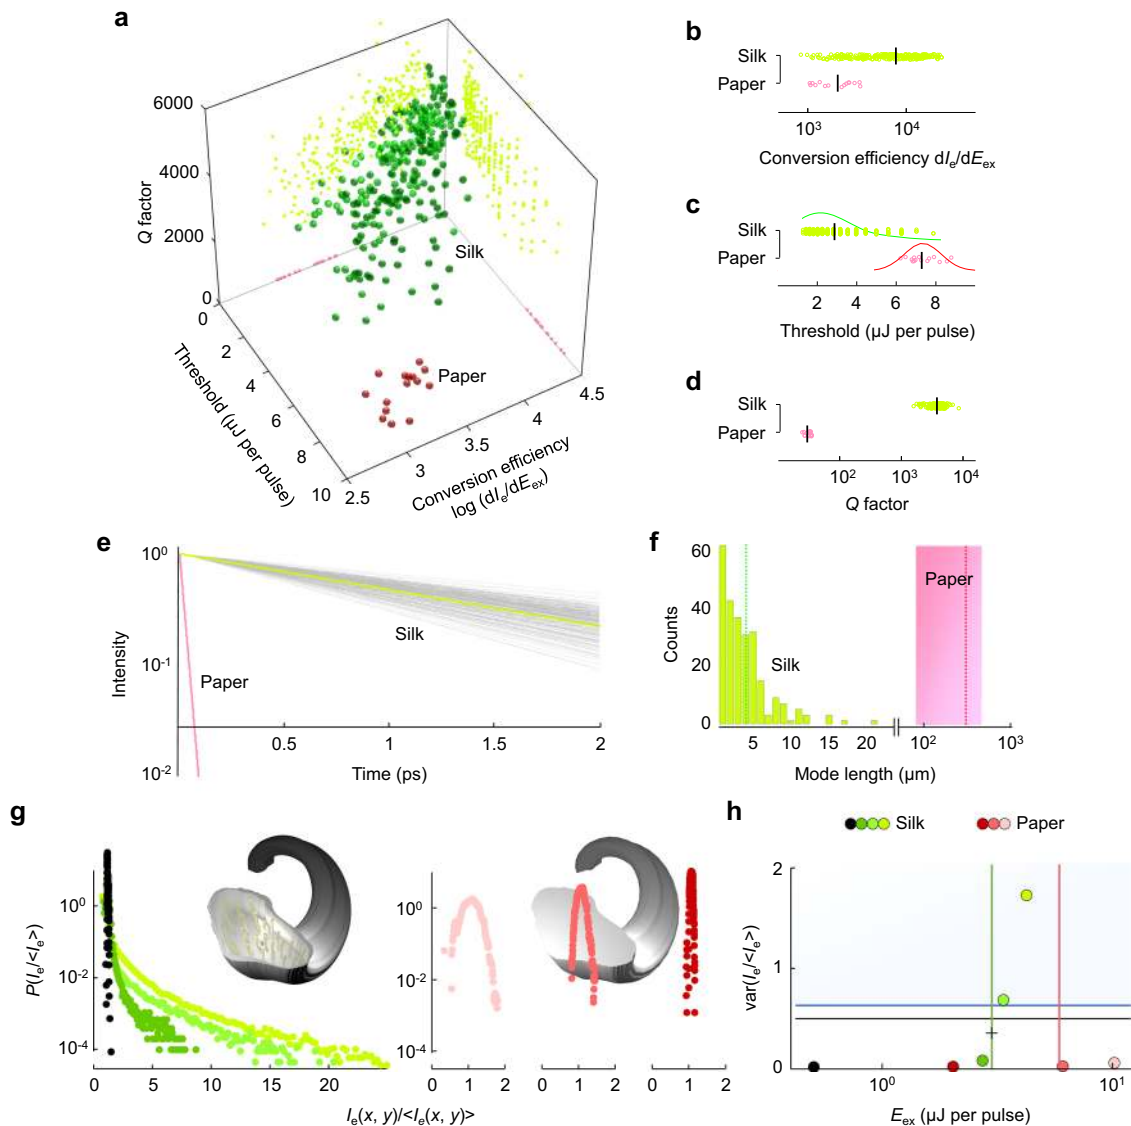 a
6000
4000
2000
0
Q factor
0
2
4
6
8
10
Threshold (µJ per pulse)
2.5
3
3.5
4
4.5
Conversion efficiency
log (dIe/dEex)
Silk
Paper
b
Silk
Paper
10³ 10⁴
Conversion efficiency dIe/dEex
c
Silk
Paper
2 4 6 8
Threshold (µJ per pulse)
d
Silk
Paper
10² 10³ 10⁴
Q factor
e
10⁰
10⁻¹
10⁻²
Intensity
Silk
Paper
0.5 1 1.5 2
Time (ps)
f
60
40
20
0
Counts
Silk
Paper
5 10 15 20 10² 10³
Mode length (µm)
g
10⁰
10⁻²
10⁻⁴
P(Ie/<Ie>)
0 5 10 15 20 25
10⁰
10⁻²
10⁻⁴
0 1 2
0 1 2
0 1 2
Ie(x, y)/<Ie(x, y)>
h
Silk Paper
2
1
0
var(Ie/<Ie>)
10⁰ 10¹
Eex (µJ per pulse)